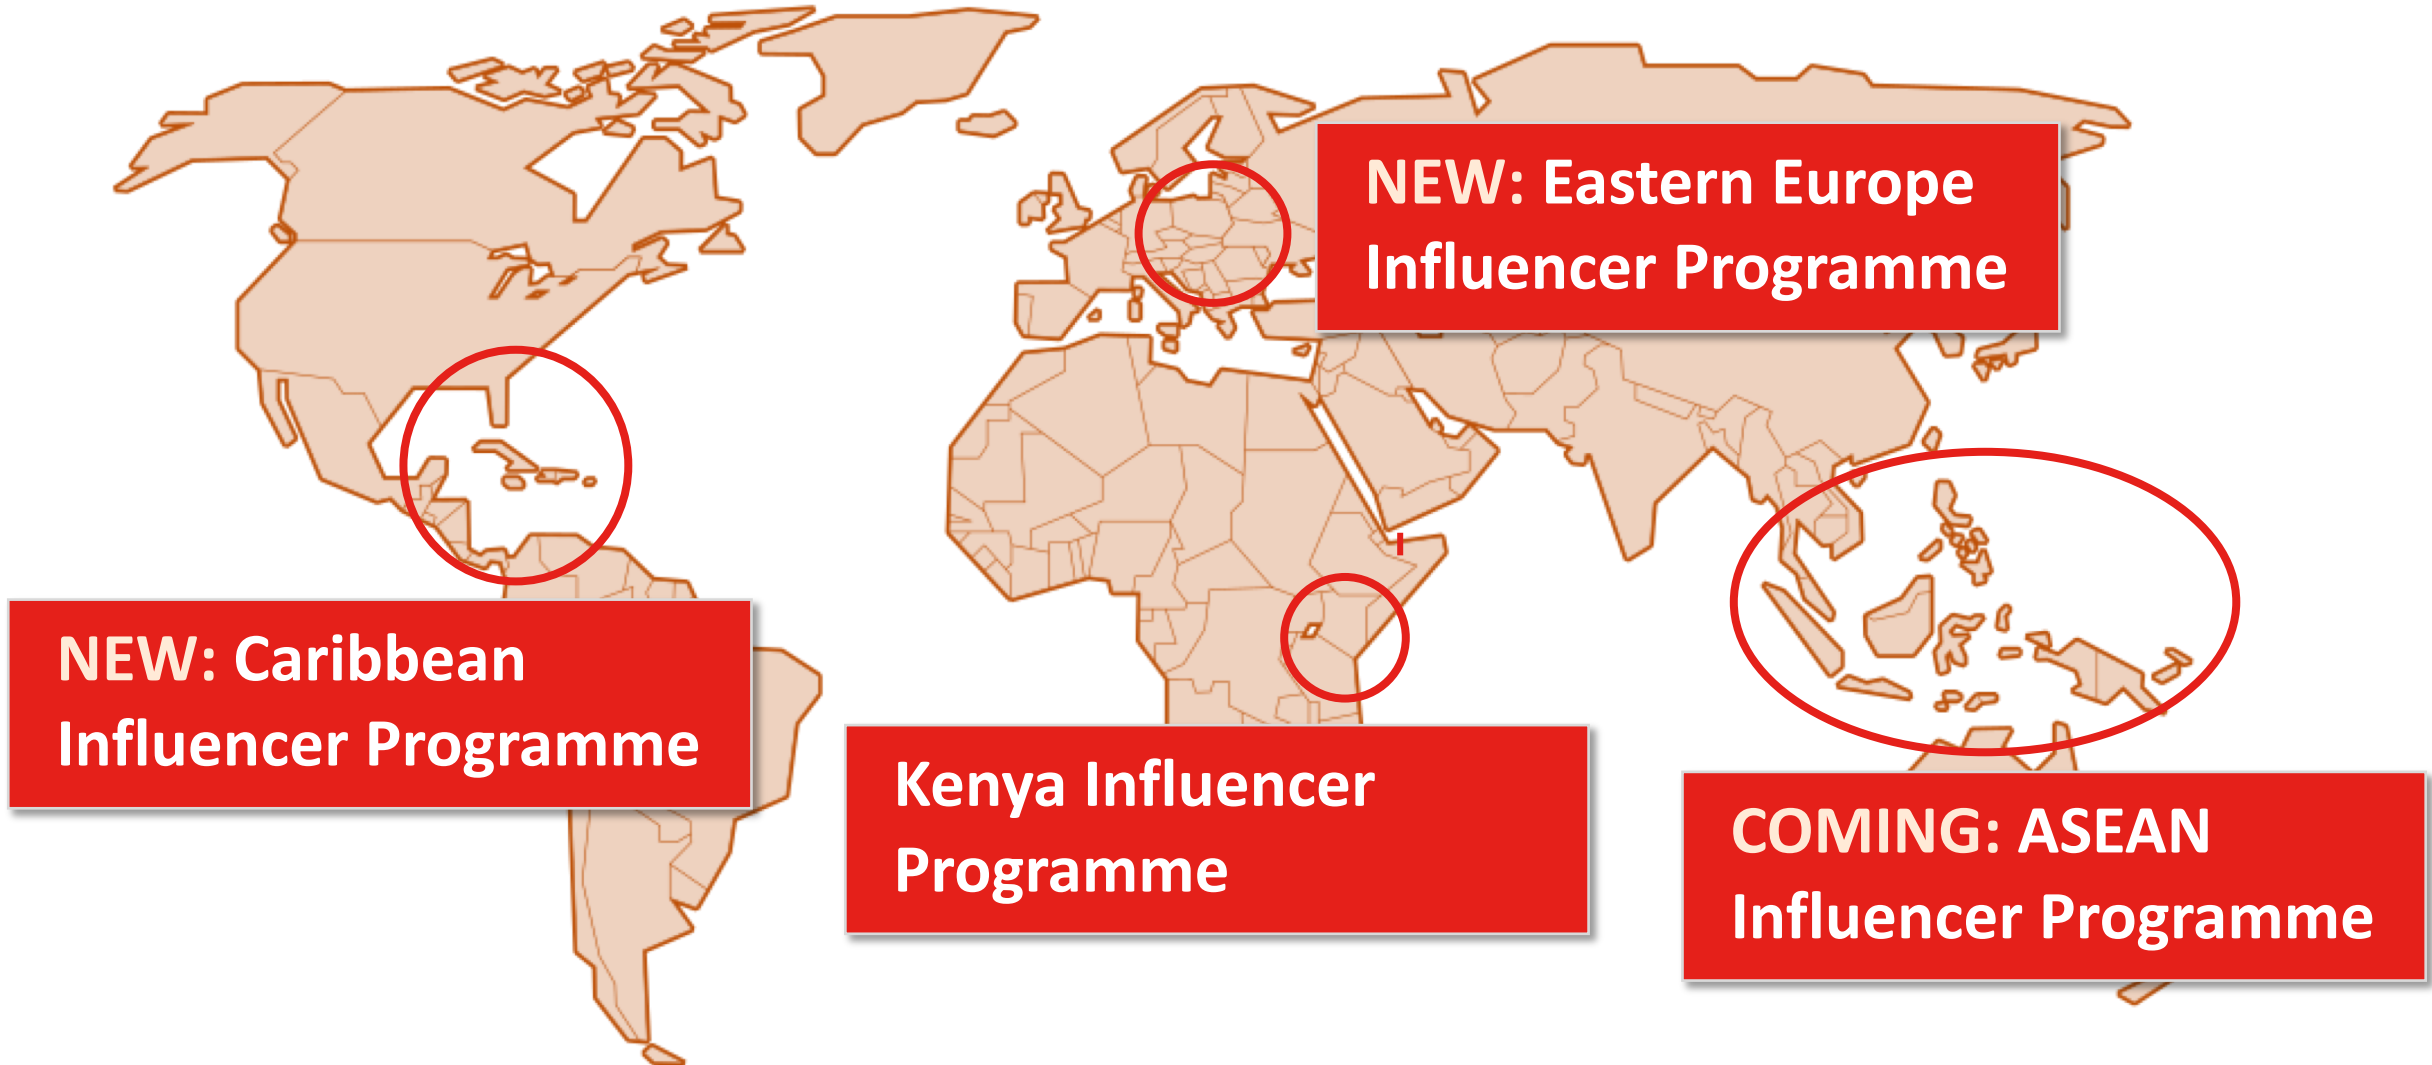 NEW: Eastern Europe
Influencer Programme
NEW: Caribbean
Influencer Programme
Kenya Influencer
Programme
COMING: ASEAN
Influencer Programme